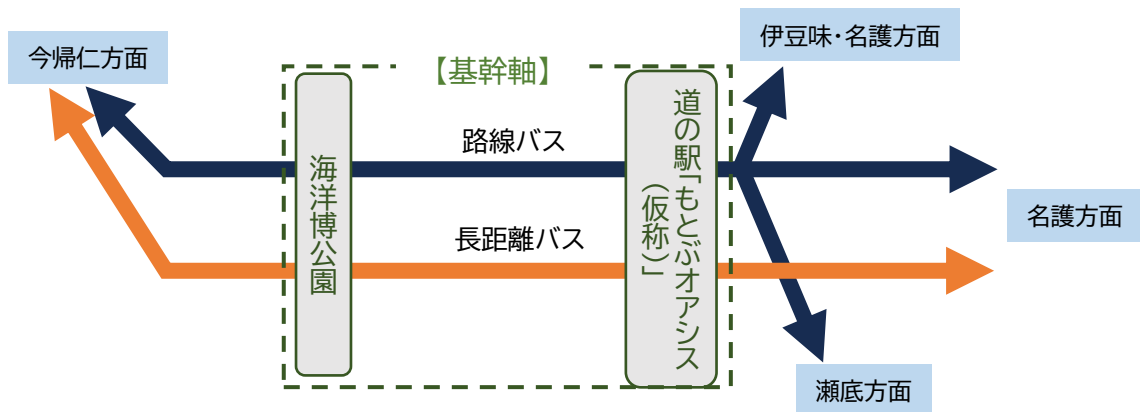 今帰仁方面
【基幹軸】
伊豆味・名護方面
路線バス
海洋博公園
道の駅「もとぶオアシス
（仮称）」
長距離バス
名護方面
瀬底方面